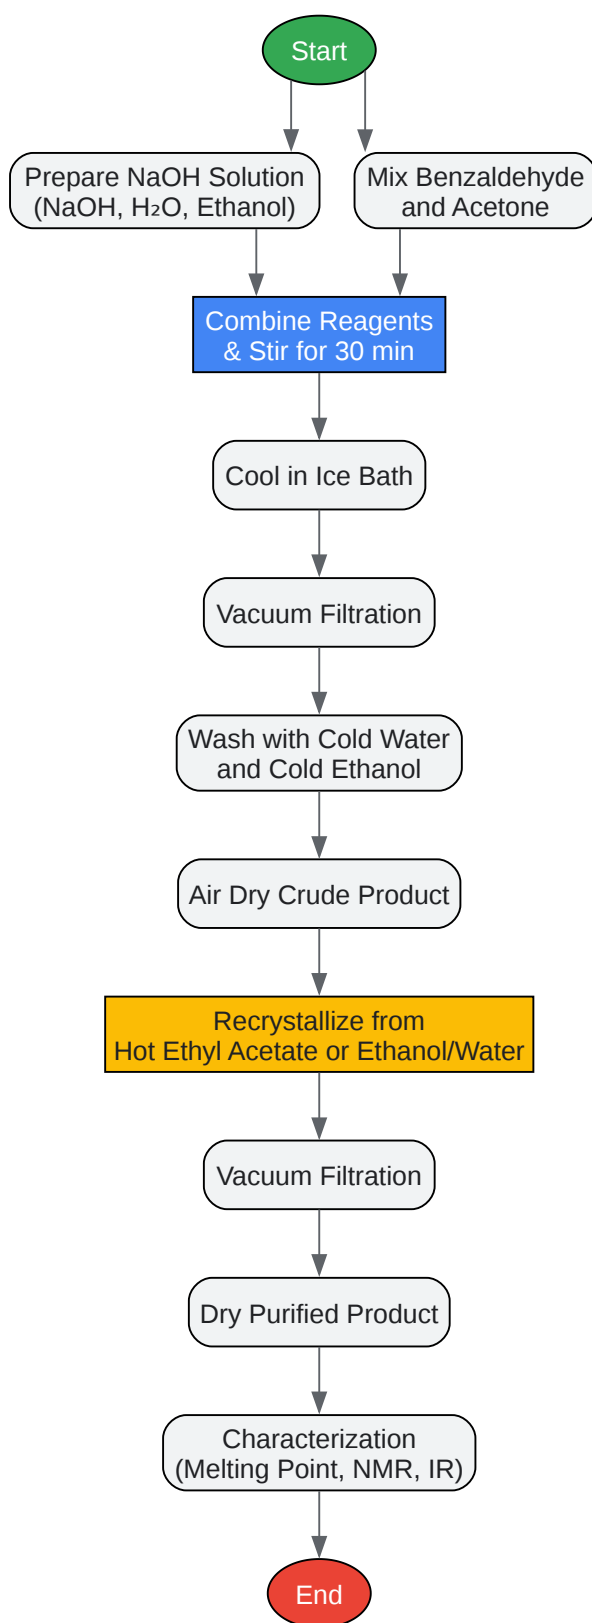 Start
Prepare NaOH Solution
(NaOH, H₂O, Ethanol)
Mix Benzaldehyde
and Acetone
Combine Reagents
& Stir for 30 min
Cool in Ice Bath
Vacuum Filtration
Wash with Cold Water
and Cold Ethanol
Air Dry Crude Product
Recrystallize from
Hot Ethyl Acetate or Ethanol/Water
Vacuum Filtration
Dry Purified Product
Characterization
(Melting Point, NMR, IR)
End